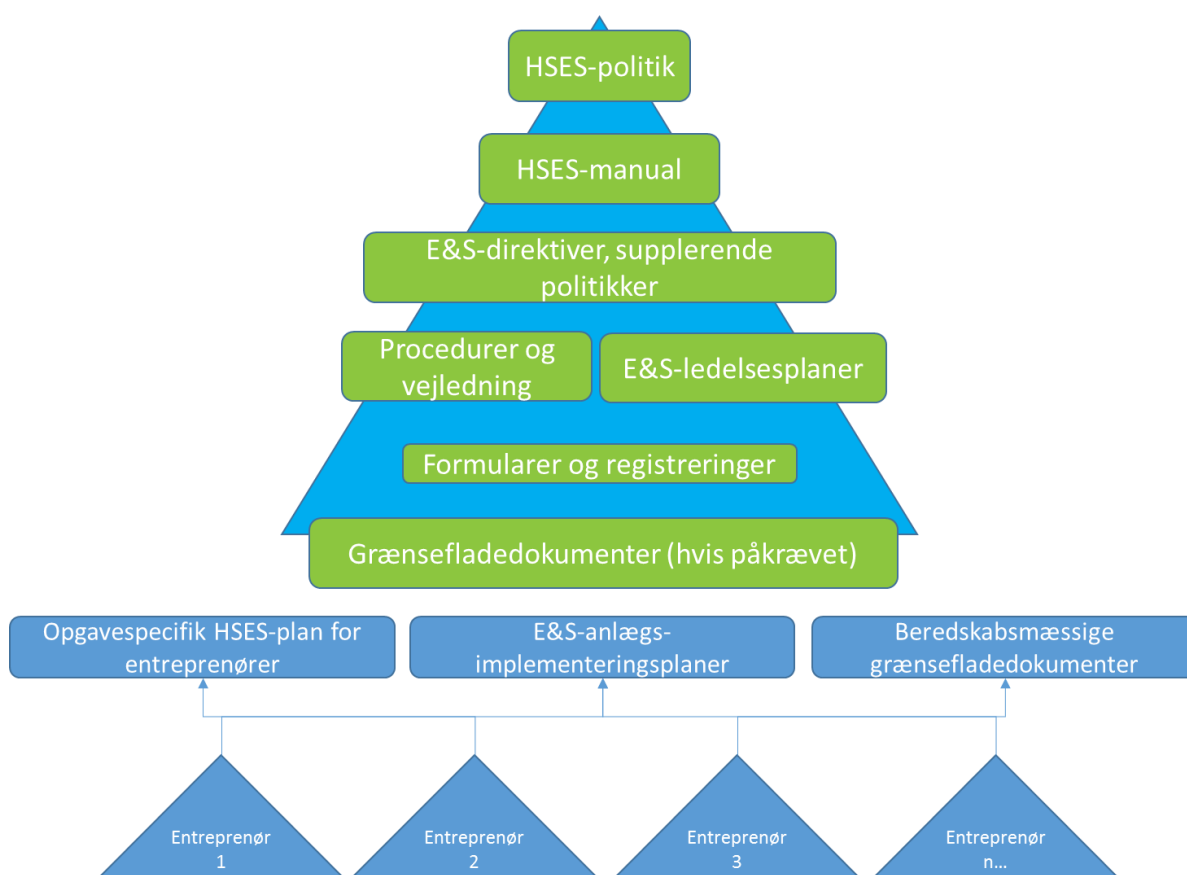 HSES-politik
HSES-manual
E&S-direktiver, supplerende
politikker
Procedurer og
vejledning
E&S-ledelsesplaner
Formularer og registreringer
Grænsefladedokumenter (hvis påkrævet)
Opgavespecifik HSES-plan for
entreprenører
E&S-anlægs-
implementeringsplaner
Beredskabsmæssige
grænsefladedokumenter
Entreprenør
1
Entreprenør
2
Entreprenør
3
Entreprenør
n...